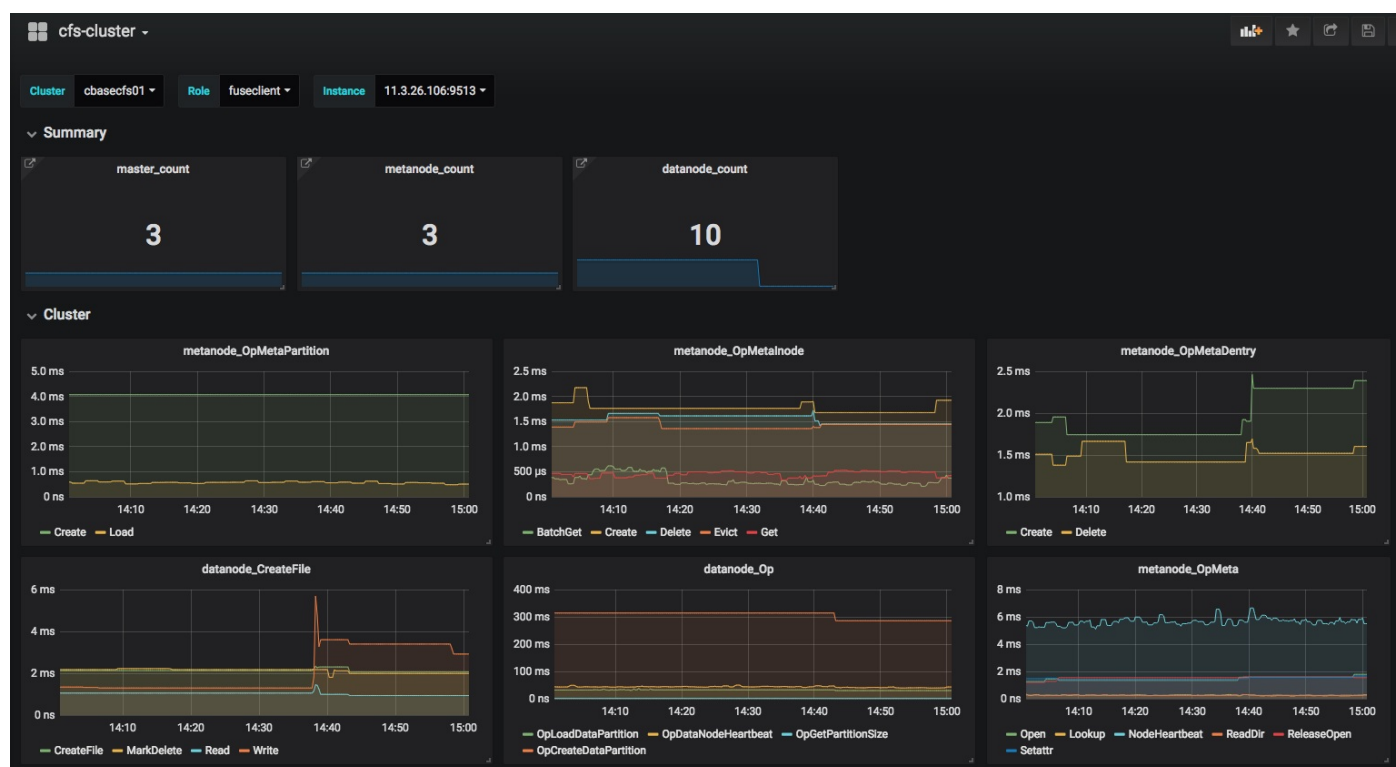 cfs-cluster
Cluster cbasecfs01 Role fuseclient Instance 11.3.26.106:9513
Summary
master_count metanode_count datanode_count
3 3 10
Cluster
metanode_OpMetaPartition
5.0 ms
4.0 ms
3.0 ms
2.0 ms
1.0 ms
0 ns
14:10 14:20 14:30 14:40 14:50 15:00
Create Load
metanode_OpMetaInode
2.5 ms
2.0 ms
1.5 ms
1.0 ms
500 µs
0 ns
14:10 14:20 14:30 14:40 14:50 15:00
BatchGet Create Delete Evict Get
metanode_OpMetaDentry
2.5 ms
2.0 ms
1.5 ms
1.0 ms
14:10 14:20 14:30 14:40 14:50 15:00
Create Delete
datanode_CreateFile
6 ms
4 ms
2 ms
0 ns
14:10 14:20 14:30 14:40 14:50 15:00
CreateFile MarkDelete Read Write
datanode_Op
400 ms
300 ms
200 ms
100 ms
0 ns
14:10 14:20 14:30 14:40 14:50 15:00
OpLoadDataPartition OpDataNodeHeartbeat OpGetPartitionSize
OpCreateDataPartition
metanode_OpMeta
8 ms
6 ms
4 ms
2 ms
0 ns
14:10 14:20 14:30 14:40 14:50 15:00
Open Lookup NodeHeartbeat ReadDir ReleaseOpen
Setattr